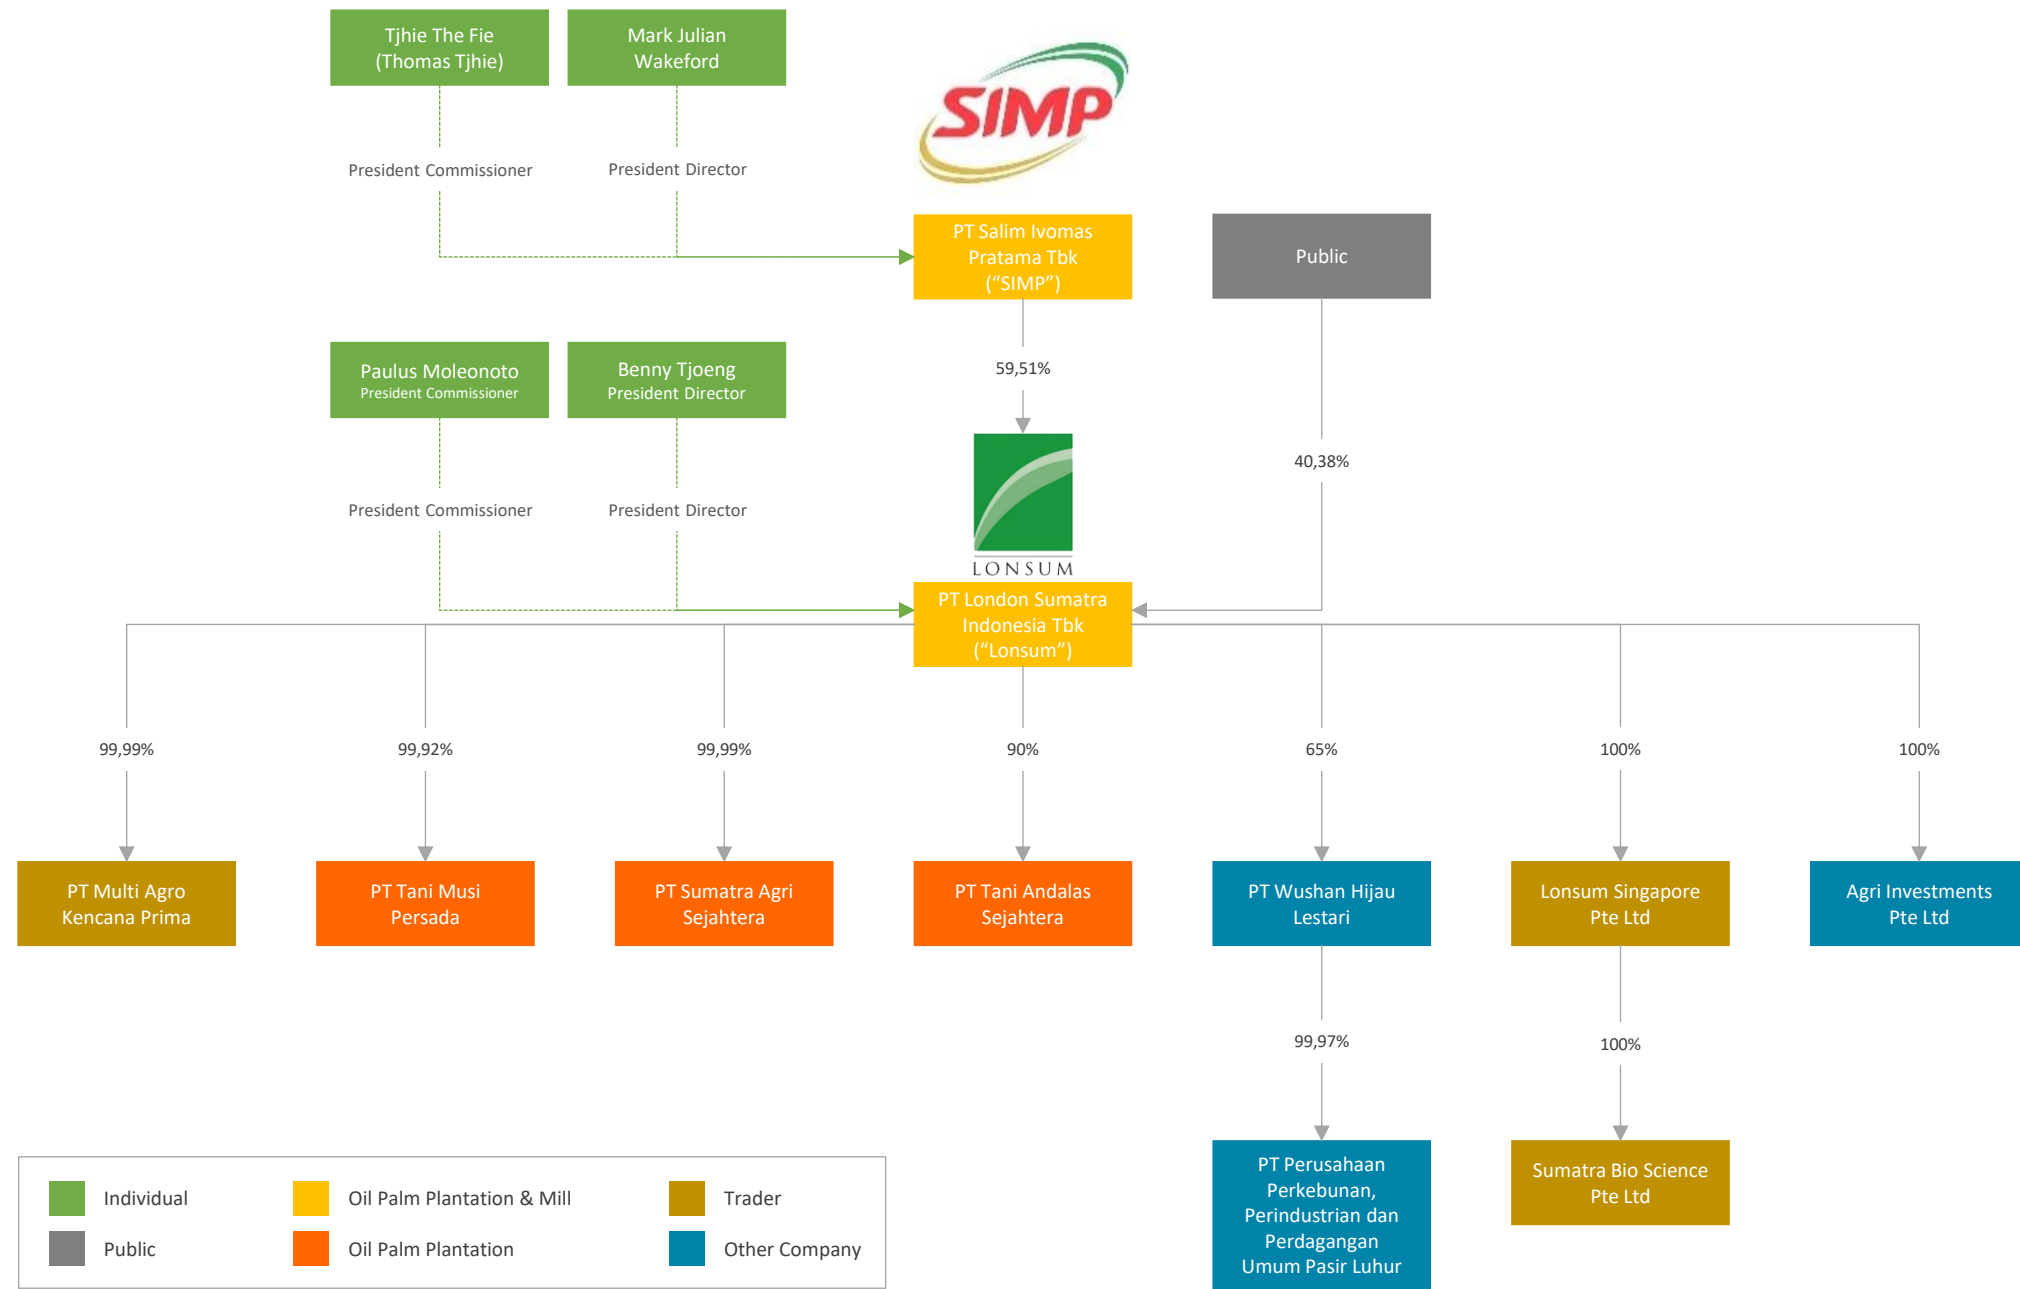 Tjhie The Fie
(Thomas Tjhie)
Mark Julian
Wakeford
SIMP
President Commissioner
President Director
PT Salim Ivomas
Pratama Tbk
(“SIMP”)
Public
Paulus Moleonoto
President Commissioner
Benny Tjoeng
President Director
59,51%
40,38%
President Commissioner
President Director
LONSUM
PT London Sumatra
Indonesia Tbk
(“Lonsum”)
99,99%
99,92%
99,99%
90%
65%
100%
100%
PT Multi Agro
Kencana Prima
PT Tani Musi
Persada
PT Sumatra Agri
Sejahtera
PT Tani Andalas
Sejahtera
PT Wushan Hijau
Lestari
Lonsum Singapore
Pte Ltd
Agri Investments
Pte Ltd
99,97%
100%
PT Perusahaan
Perkebunan,
Perindustrian dan
Perdagangan
Umum Pasir Luhur
Sumatra Bio Science
Pte Ltd
Individual
Oil Palm Plantation & Mill
Trader
Public
Oil Palm Plantation
Other Company